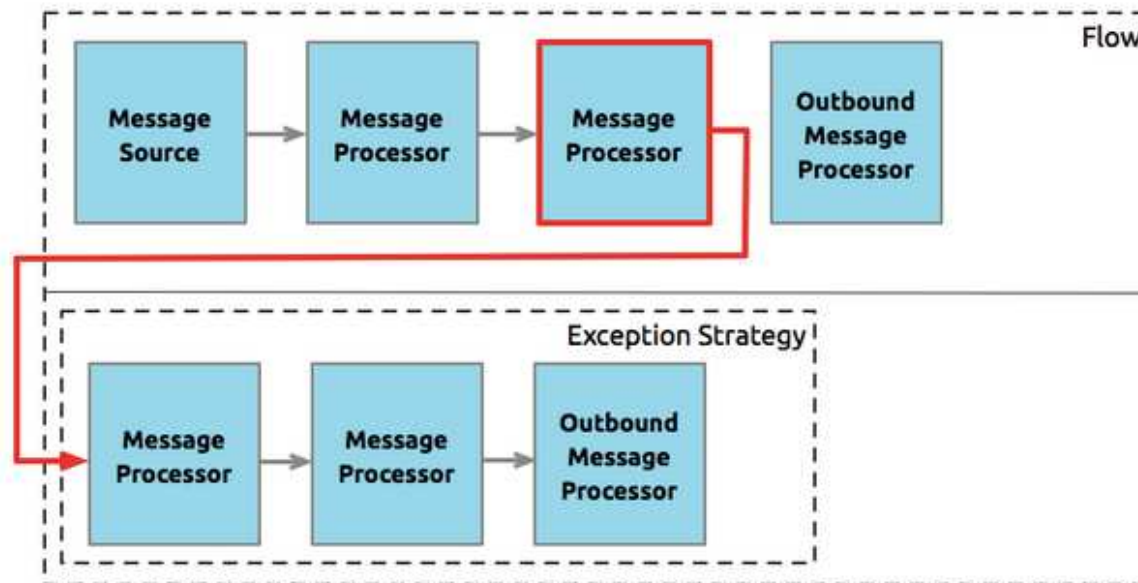 Flow
Message
Source
Message
Processor
Message
Processor
Outbound
Message
Processor
Exception Strategy
Message
Processor
Message
Processor
Outbound
Message
Processor